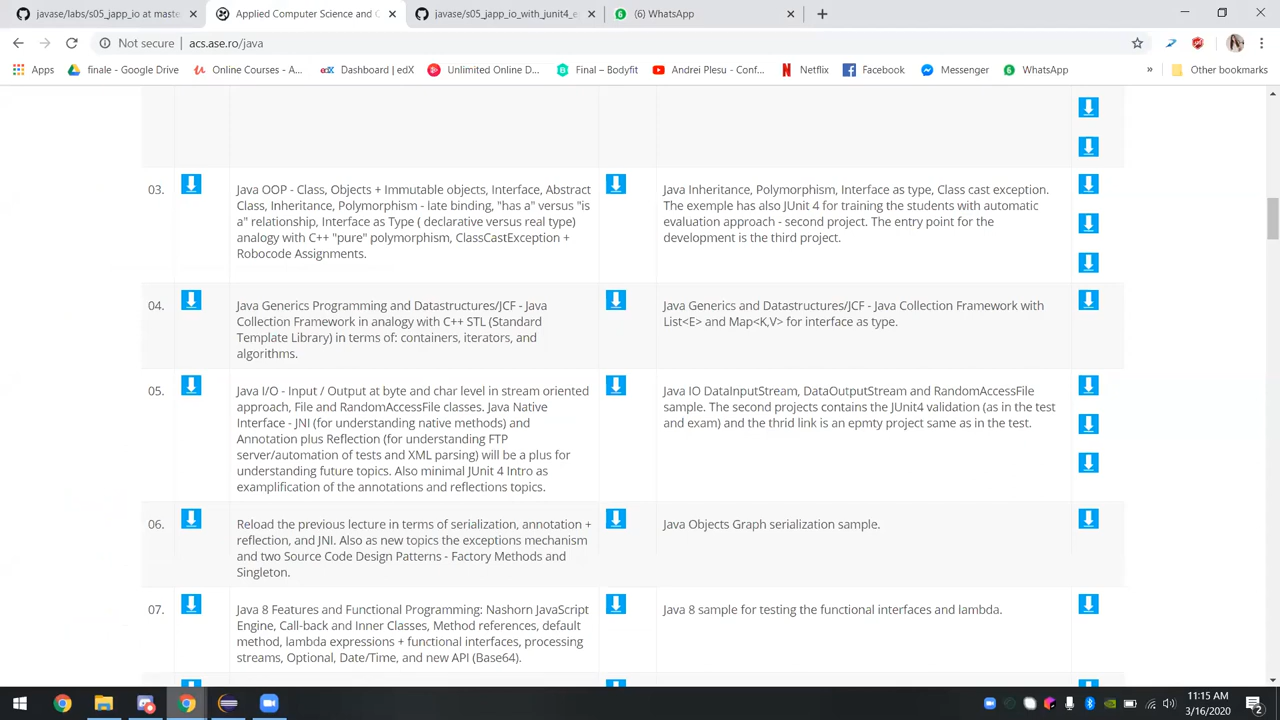 javase/labs/s05_japp_io at maste
Applied Computer Science and C
javase/s05_japp_io_with_junit4_e
(6) WhatsApp
Not secure
acs.ase.ro/java
Apps
finale - Google Drive
Online Courses - A...
Dashboard | edX
Unlimited Online D...
Final – Bodyfit
Andrei Plesu - Conf...
Netflix
Facebook
Messenger
WhatsApp
»
Other bookmarks
03.
Java OOP - Class, Objects + Immutable objects, Interface, Abstract
Class, Inheritance, Polymorphism - late binding, "has a" versus "is
a" relationship, Interface as Type ( declarative versus real type)
analogy with C++ "pure" polymorphism, ClassCastException +
Robocode Assignments.
Java Inheritance, Polymorphism, Interface as type, Class cast exception.
The exemple has also JUnit 4 for training the students with automatic
evaluation approach - second project. The entry point for the
development is the third project.
04.
Java Generics Programming and Datastructures/JCF - Java
Collection Framework in analogy with C++ STL (Standard
Template Library) in terms of: containers, iterators, and
algorithms.
Java Generics and Datastructures/JCF - Java Collection Framework with
List<E> and Map<K,V> for interface as type.
05.
Java I/O - Input / Output at byte and char level in stream oriented
approach, File and RandomAccessFile classes. Java Native
Interface - JNI (for understanding native methods) and
Annotation plus Reflection (for understanding FTP
server/automation of tests and XML parsing) will be a plus for
understanding future topics. Also minimal JUnit 4 Intro as
examplification of the annotations and reflections topics.
Java IO DataInputStream, DataOutputStream and RandomAccessFile
sample. The second projects contains the JUnit4 validation (as in the test
and exam) and the thrid link is an epmty project same as in the test.
06.
Reload the previous lecture in terms of serialization, annotation +
reflection, and JNI. Also as new topics the exceptions mechanism
and two Source Code Design Patterns - Factory Methods and
Singleton.
Java Objects Graph serialization sample.
07.
Java 8 Features and Functional Programming: Nashorn JavaScript
Engine, Call-back and Inner Classes, Method references, default
method, lambda expressions + functional interfaces, processing
streams, Optional, Date/Time, and new API (Base64).
Java 8 sample for testing the functional interfaces and lambda.
11:15 AM
3/16/2020
2